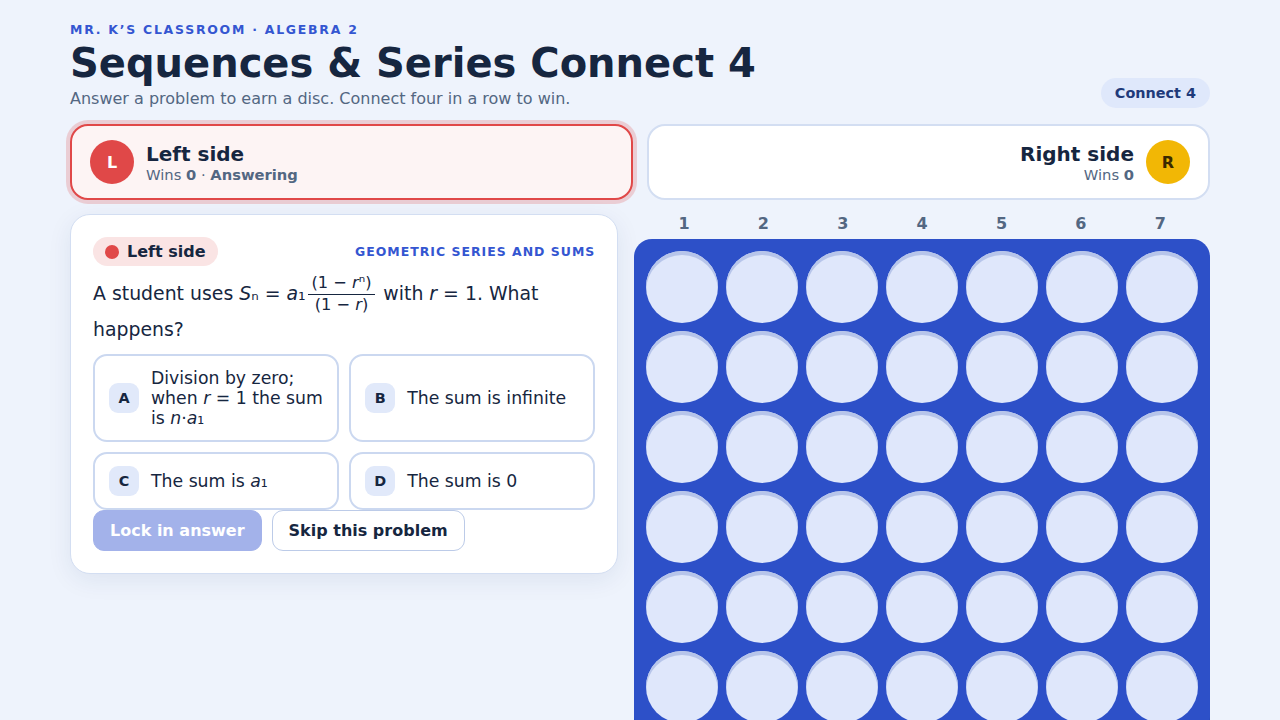 MR. K’S CLASSROOM · ALGEBRA 2
Sequences & Series Connect 4
Answer a problem to earn a disc. Connect four in a row to win.
Connect 4
L
Left side
Wins 0 · Answering
Right side
Wins 0
R
Left side
GEOMETRIC SERIES AND SUMS
A student uses Sₙ = a₁(1 − rⁿ)/(1 − r) with r = 1. What
happens?
A
Division by zero;
when r = 1 the sum
is n·a₁
B
The sum is infinite
C
The sum is a₁
D
The sum is 0
Lock in answer
Skip this problem
1 2 3 4 5 6 7